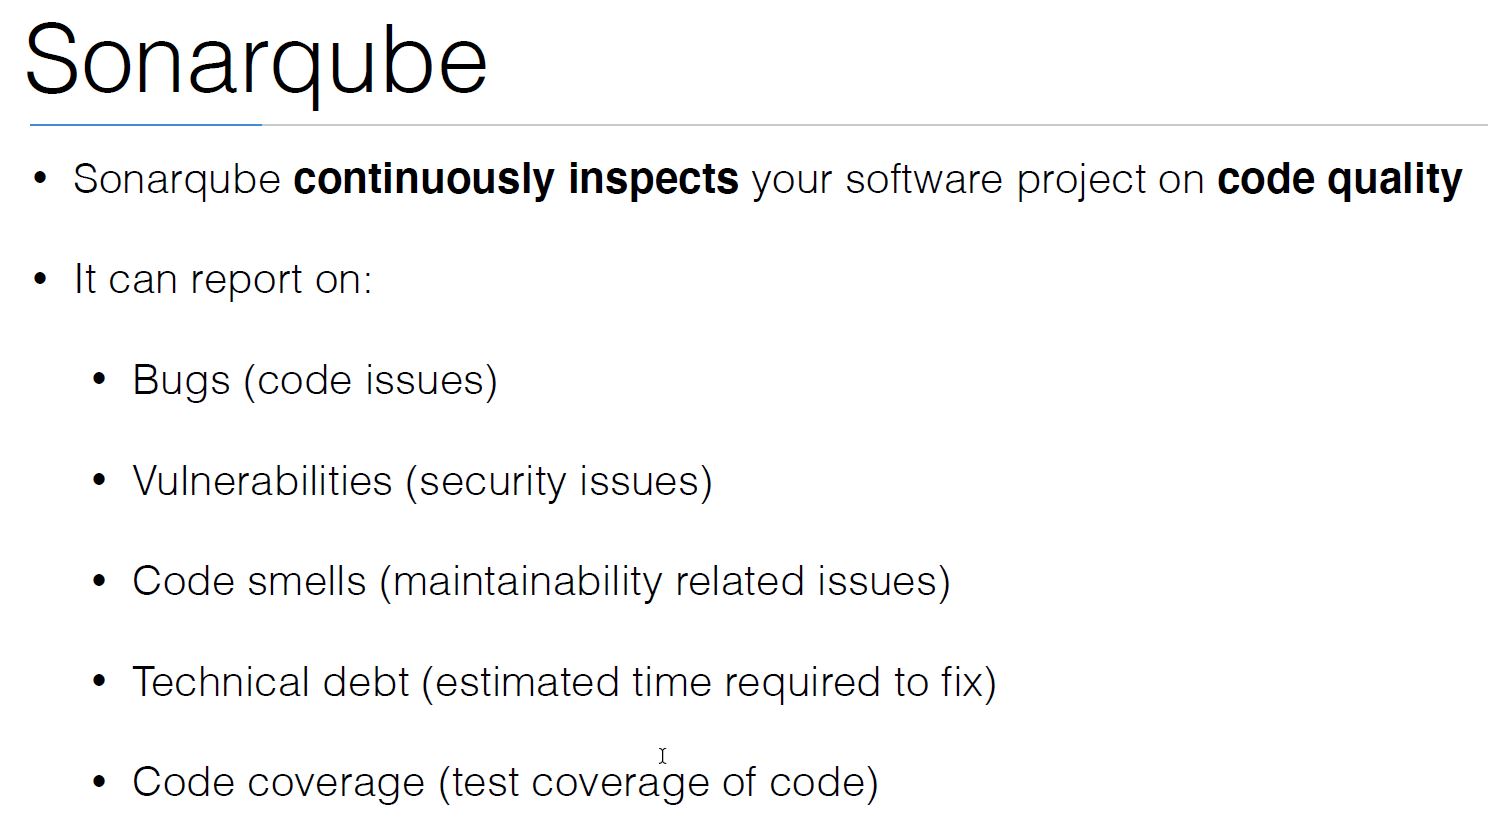 Sonarqube
• Sonarqube continuously inspects your software project on code quality
• It can report on:
• Bugs (code issues)
• Vulnerabilities (security issues)
• Code smells (maintainability related issues)
• Technical debt (estimated time required to fix)
• Code coverage (test coverage of code)